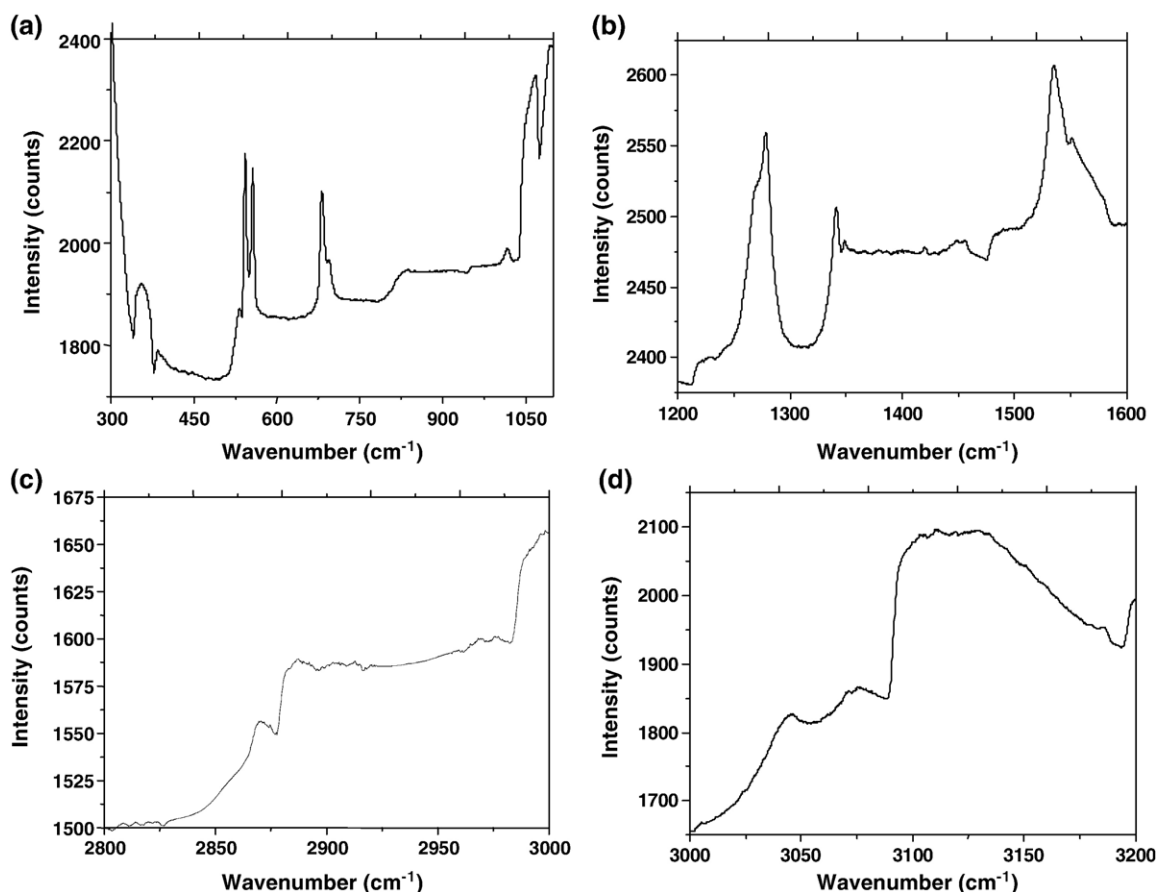 (a)
2400
2200
2000
1800
Intensity (counts)
300 450 600 750 900 1050
Wavenumber (cm-1)
(b)
2600
2550
2500
2450
2400
Intensity (counts)
1200 1300 1400 1500 1600
Wavenumber (cm-1)
(c)
1675
1650
1625
1600
1575
1550
1525
1500
Intensity (counts)
2800 2850 2900 2950 3000
Wavenumber (cm-1)
(d)
2100
2000
1900
1800
1700
Intensity (counts)
3000 3050 3100 3150 3200
Wavenumber (cm-1)